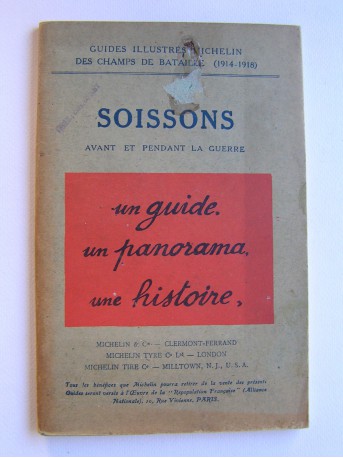 GUIDES ILLUSTRÉS MICHELIN
DES CHAMPS DE BATAILLE (1914-1918)
SOISSONS
AVANT ET PENDANT LA GUERRE
un guide.
un panorama.
une histoire,
MICHELIN & Cie — CLERMONT-FERRAND
MICHELIN TYRE Co Ltd — LONDON
MICHELIN TIRE Co — MILLTOWN, N. J., U. S. A.
Tous les bénéfices que Michelin pourra retirer de la vente des présents
Guides seront versés à l'Œuvre de la "Repopulation Française" (Alliance
Nationale), 10, Rue Vivienne, PARIS.